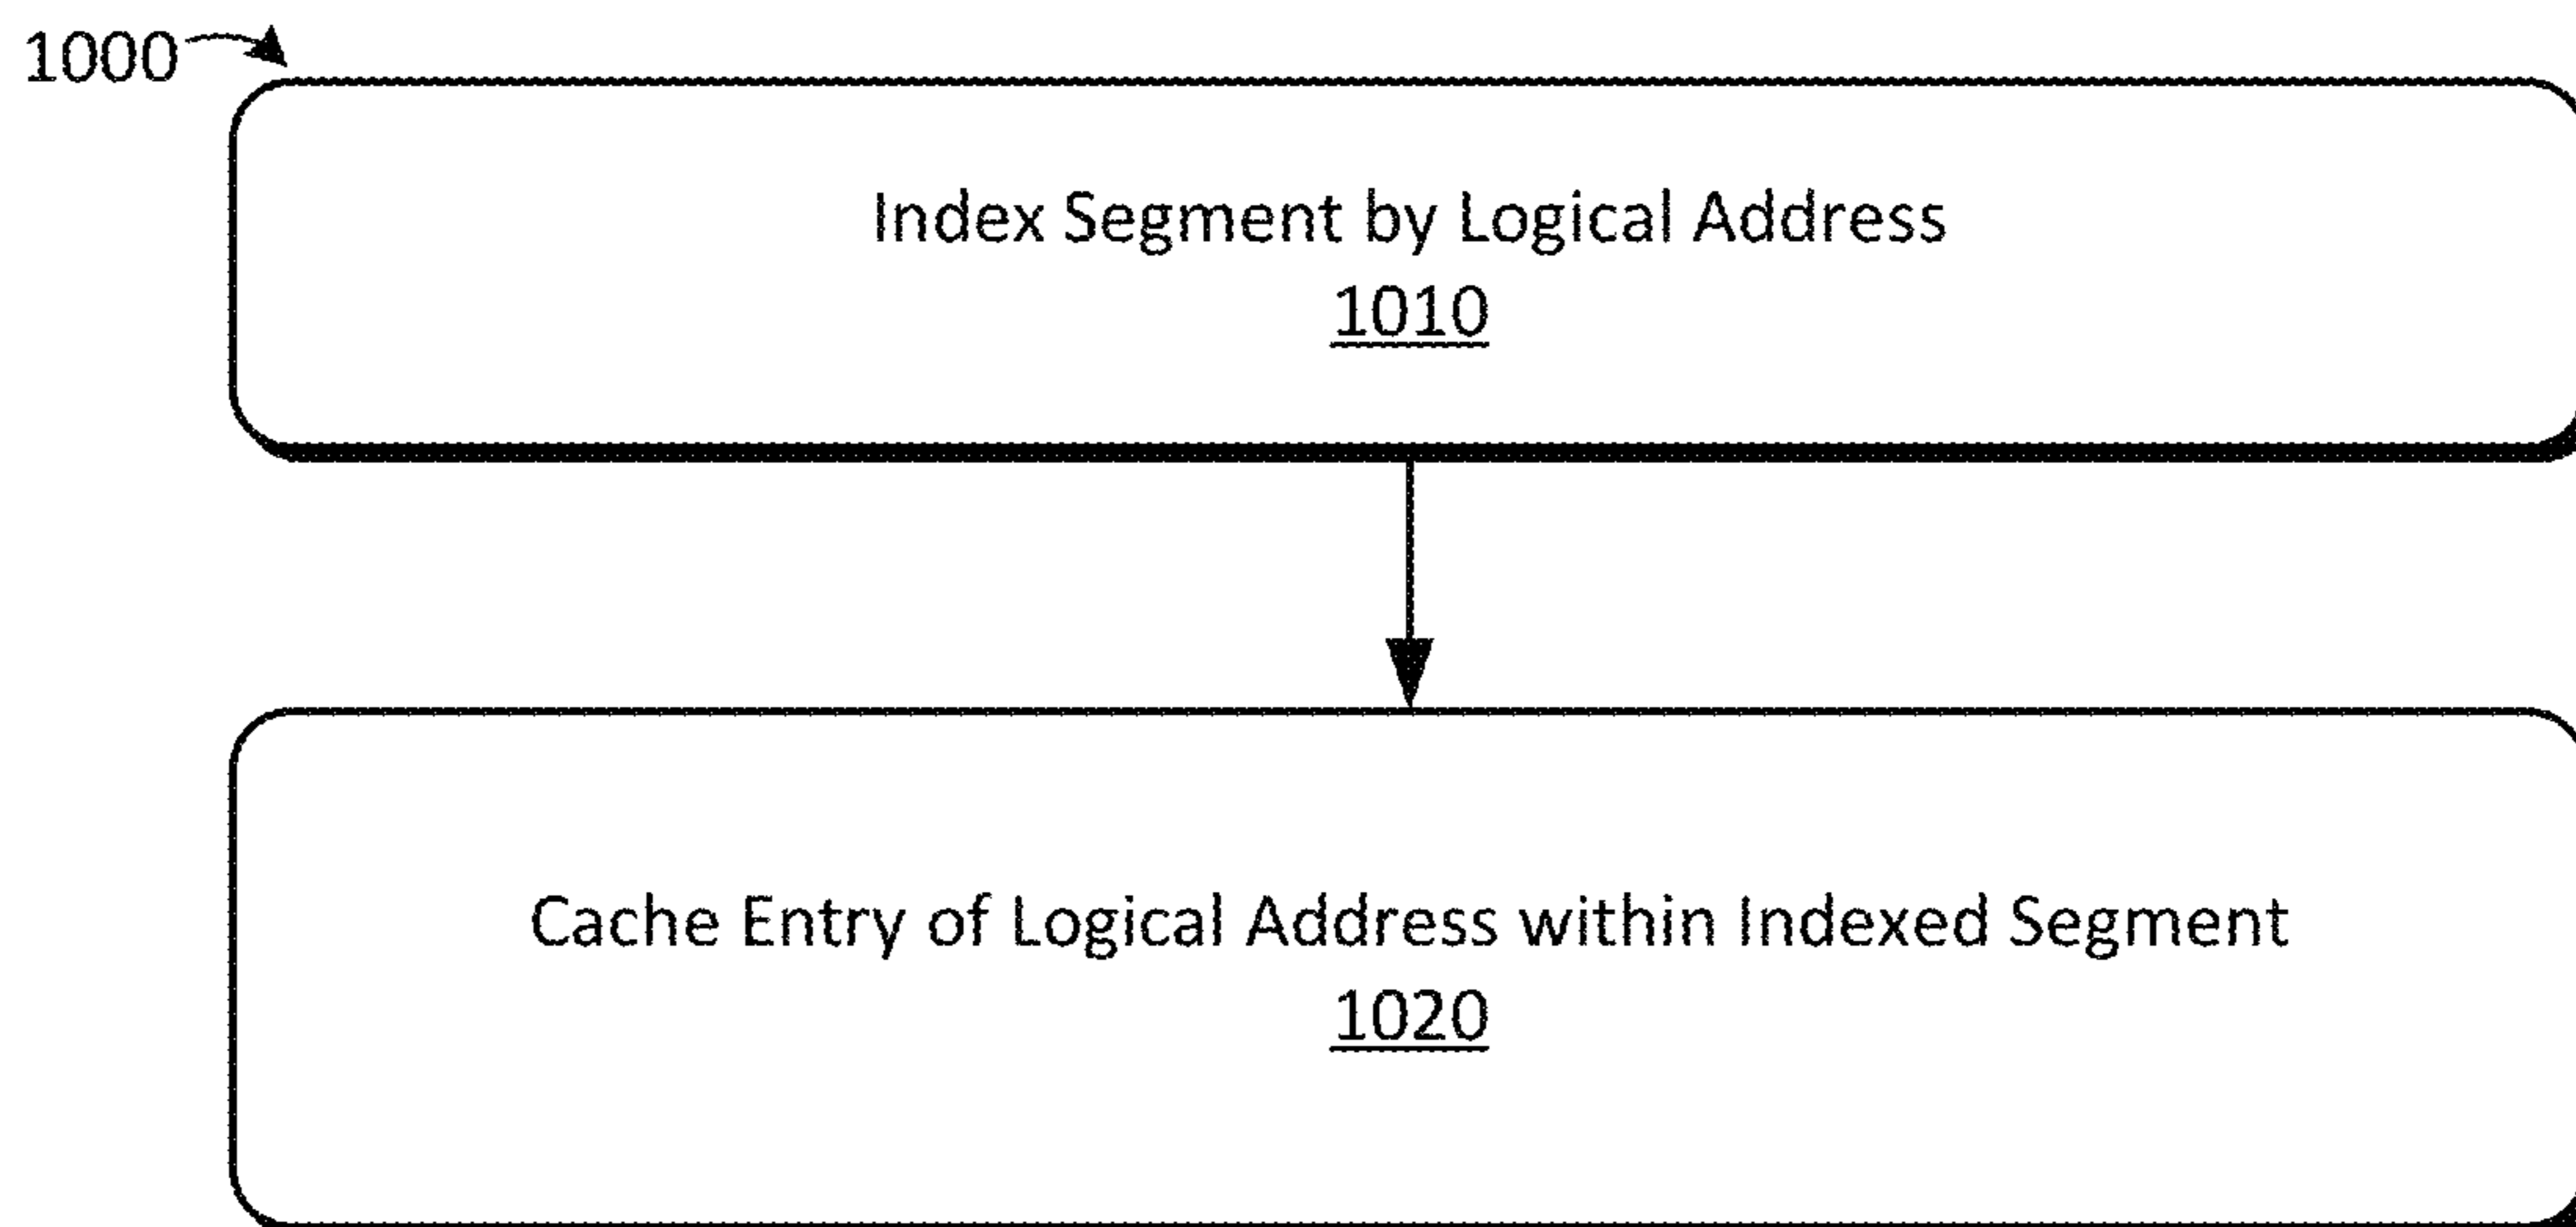 1000
Index Segment by Logical Address
1010
Cache Entry of Logical Address within Indexed Segment
1020